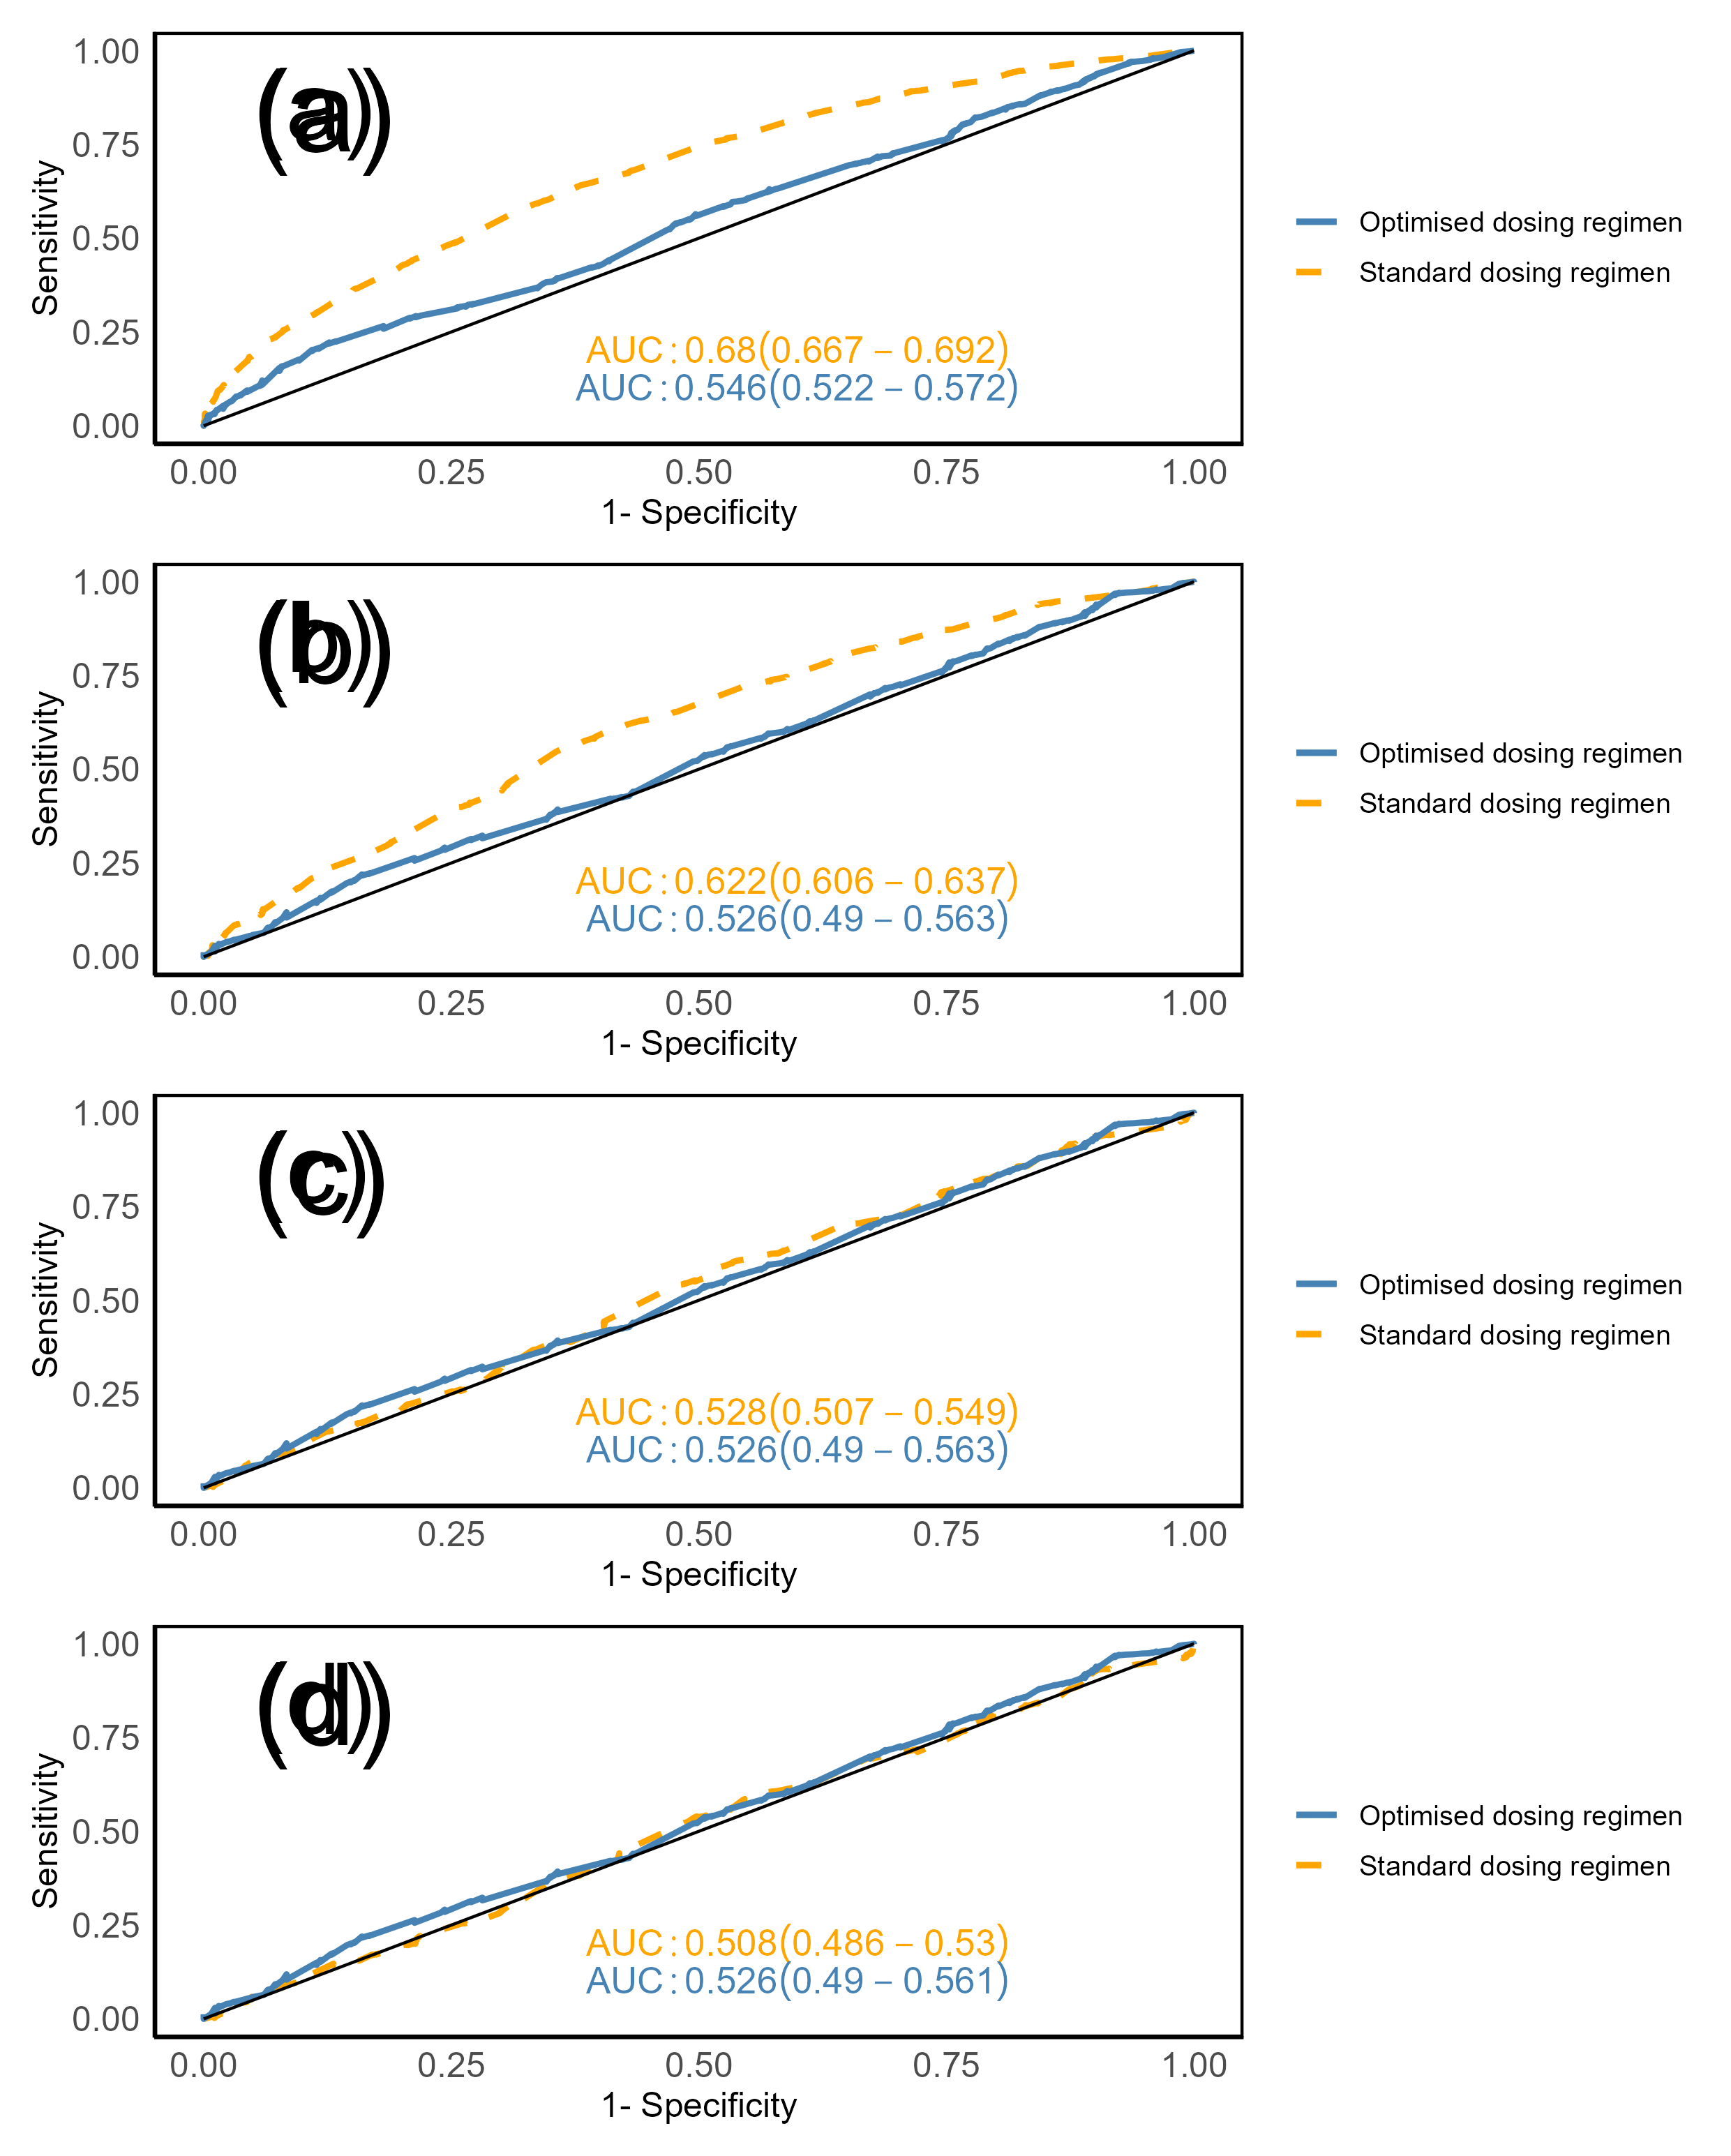 (a)
1.00
0.75
0.50
0.25
0.00
Sensitivity
AUC:0.68(0.667 – 0.692)
AUC:0.546(0.522 – 0.572)
0.00 0.25 0.50 0.75 1.00
1- Specificity
Optimised dosing regimen
Standard dosing regimen
(b)
1.00
0.75
0.50
0.25
0.00
Sensitivity
AUC:0.622(0.606 – 0.637)
AUC:0.526(0.49 – 0.563)
0.00 0.25 0.50 0.75 1.00
1- Specificity
Optimised dosing regimen
Standard dosing regimen
(c)
1.00
0.75
0.50
0.25
0.00
Sensitivity
AUC:0.528(0.507 – 0.549)
AUC:0.526(0.49 – 0.563)
0.00 0.25 0.50 0.75 1.00
1- Specificity
Optimised dosing regimen
Standard dosing regimen
(d)
1.00
0.75
0.50
0.25
0.00
Sensitivity
AUC:0.508(0.486 – 0.53)
AUC:0.526(0.49 – 0.561)
0.00 0.25 0.50 0.75 1.00
1- Specificity
Optimised dosing regimen
Standard dosing regimen